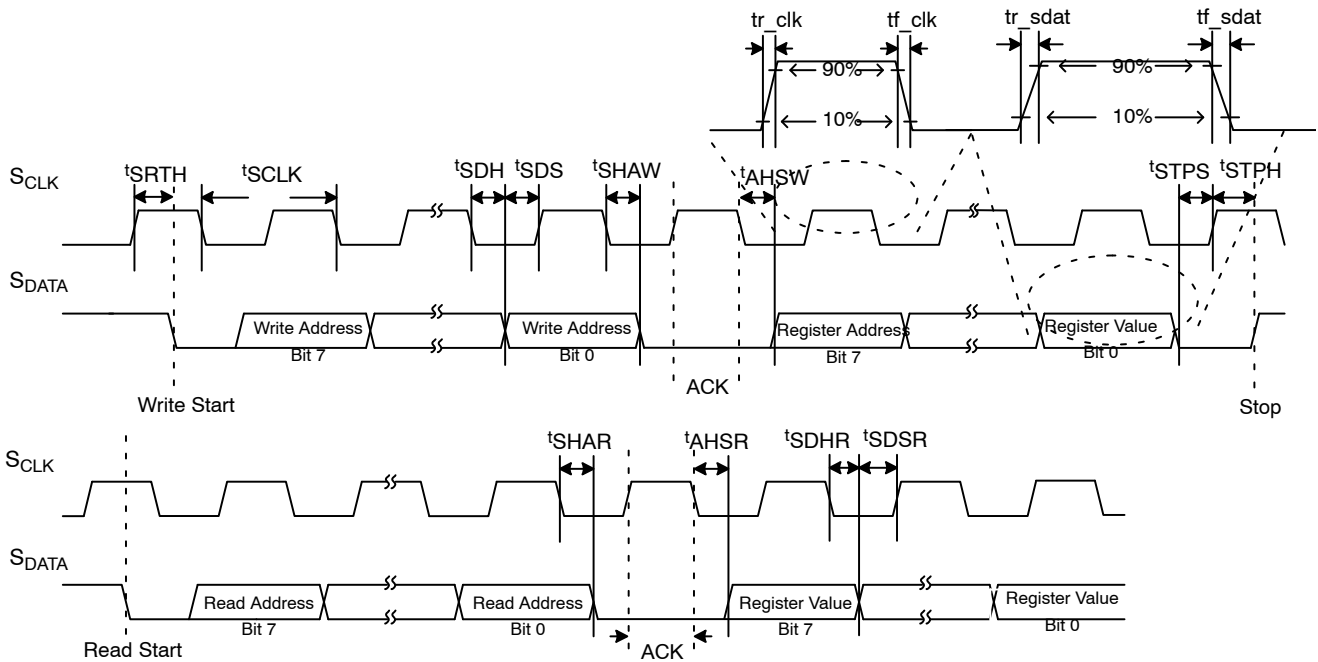 tr_clk tf_clk tr_sdat tf_sdat
90% 90%
10% 10%
SCLK tSRTH tSCLK tSDH tSDS tSHAW tAHSW tSTPS tSTPH
SDATA
Write Address Write Address Register Address Register Value
Bit 7 Bit 0 Bit 7 Bit 0
ACK
Write Start Stop
SCLK tSHAR tAHSR tSDHR tSDSR
SDATA
Read Address Read Address Register Value Register Value
Bit 7 Bit 0 Bit 7 Bit 0
Read Start ACK